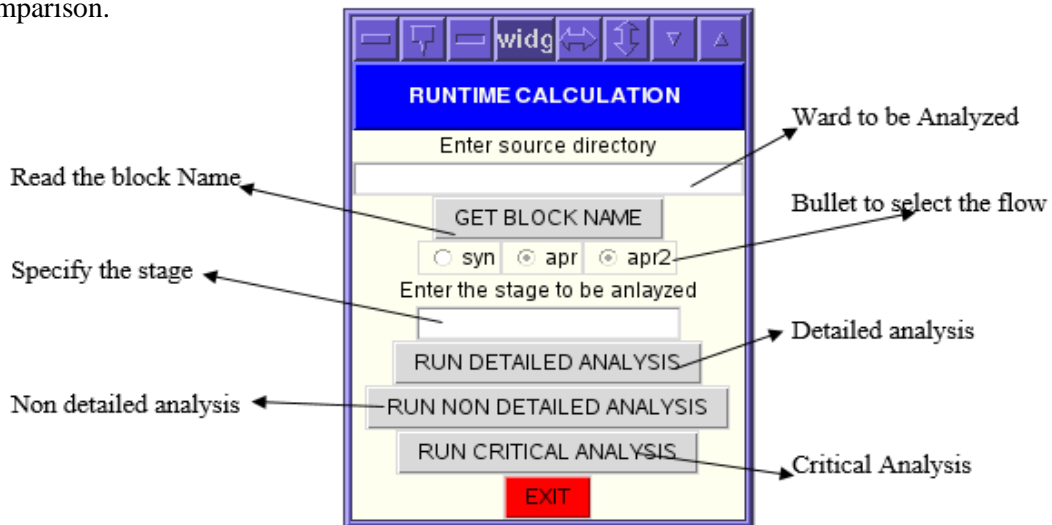 mparison.
widg
RUNTIME CALCULATION
Enter source directory
Ward to be Analyzed
Read the block Name
GET BLOCK NAME
Bullet to select the flow
syn apr apr2
Specify the stage
Enter the stage to be anlayzed
Detailed analysis
RUN DETAILED ANALYSIS
Non detailed analysis
RUN NON DETAILED ANALYSIS
RUN CRITICAL ANALYSIS
Critical Analysis
EXIT